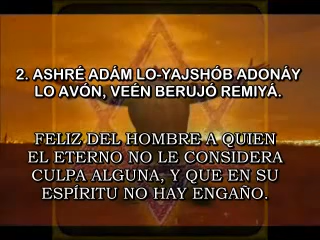 2. ASHRÉ ADÁM LO-YAJSHÓB ADONÁY
LO AVÓN, VEÉN BERUJÓ REMIYÁ.
FELIZ DEL HOMBRE A QUIEN
EL ETERNO NO LE CONSIDERA
CULPA ALGUNA, Y QUE EN SU
ESPÍRITU NO HAY ENGAÑO.